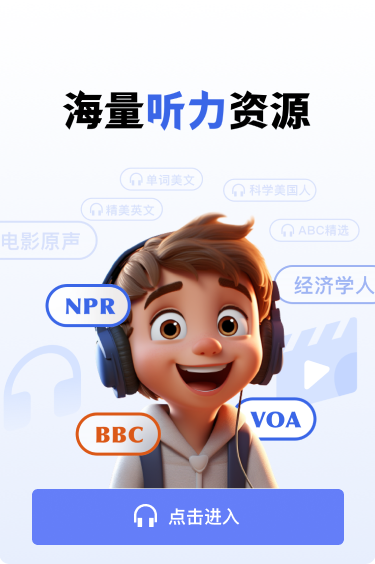 海量听力资源
单词美文
科学美国人
精美英文
ABC精选
电影原声
经济学人
NPR
VOA
BBC
点击进入